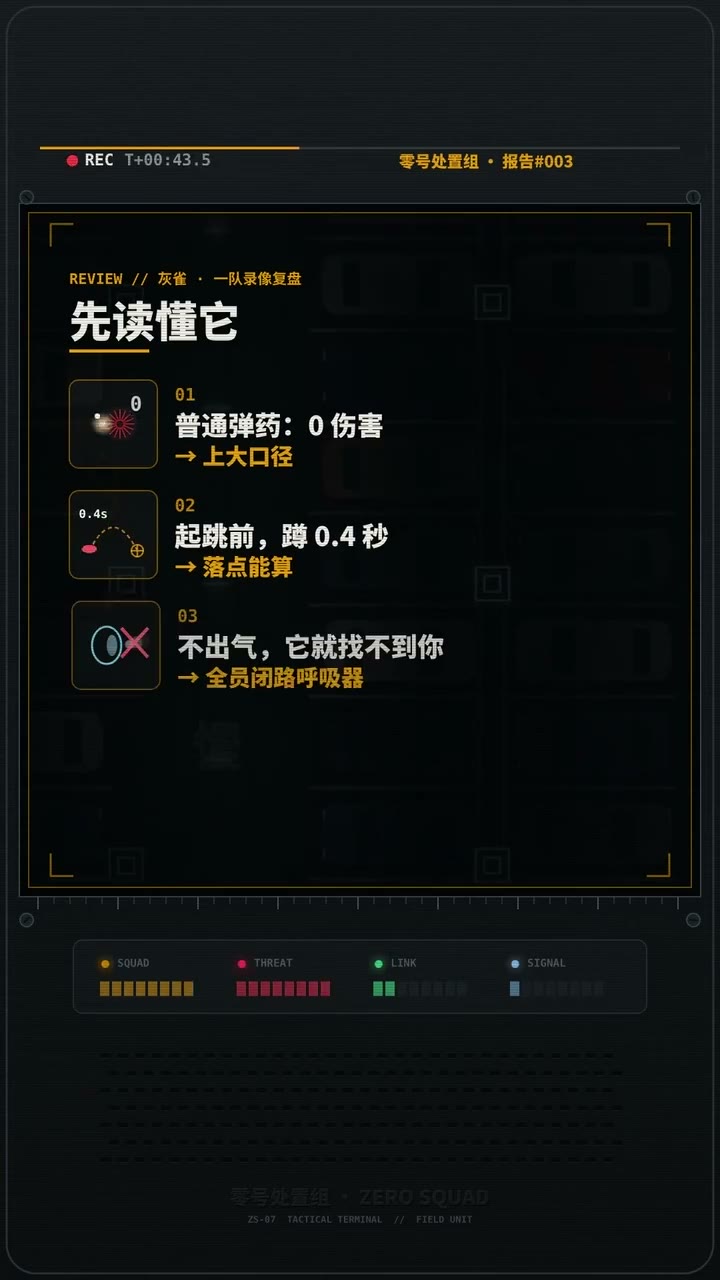 REC T+00:43.5
零号处置组 · 报告#003
REVIEW // 灰雀 · 一队录像复盘
先读懂它
0
01
普通弹药：0 伤害
→ 上大口径
0.4s
02
起跳前，蹲 0.4 秒
→ 落点能算
03
不出气，它就找不到你
→ 全员闭路呼吸器
SQUAD THREAT LINK SIGNAL
零号处置组 · ZERO SQUAD
ZS-07 TACTICAL TERMINAL // FIELD UNIT